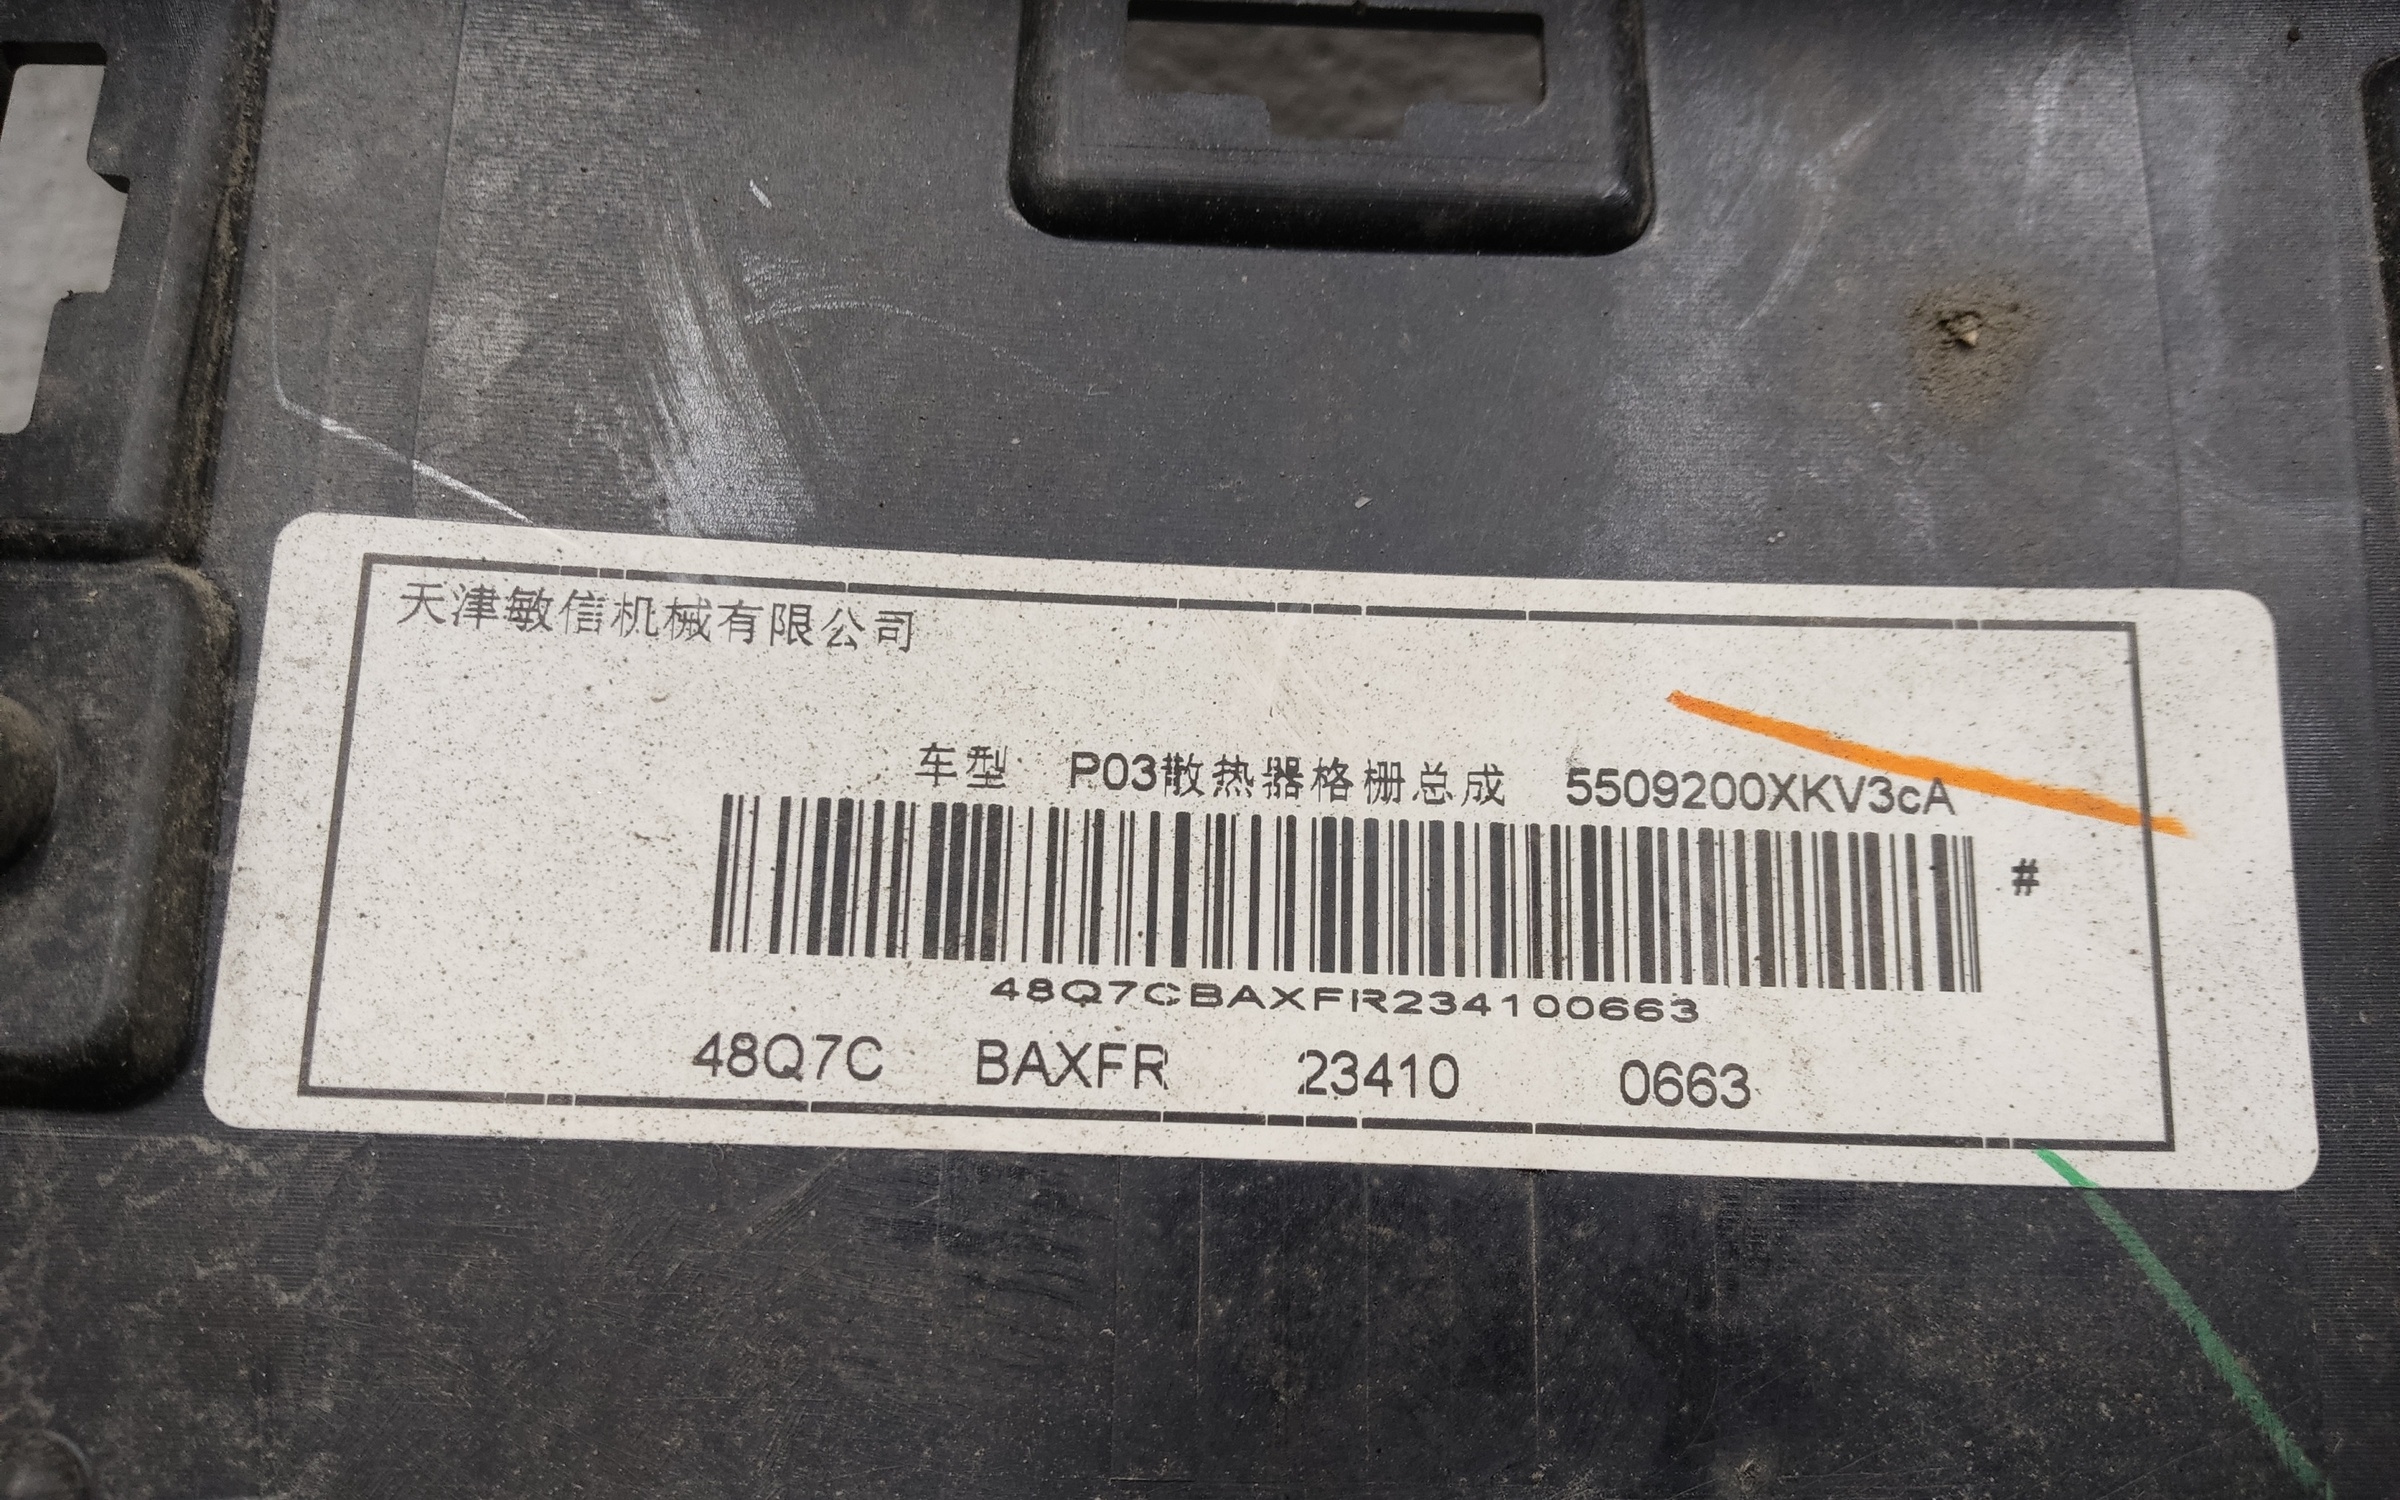 天津敏信机械有限公司
车型 P03散热器格栅总成 5509200XKV3cA
#
48Q7CBAXFR234100663
48Q7C BAXFR 23410 0663